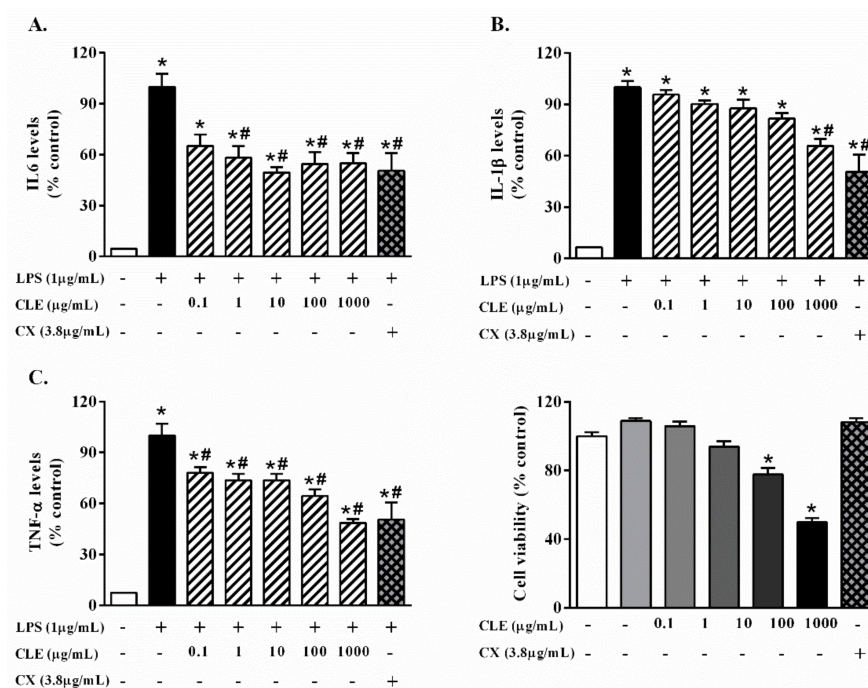 A.
120
90
60
30
0
IL6 levels
(% control)
*
*
*#
*#
*#
*#
*#
LPS (1μg/mL) - + + + + + + +
CLE (μg/mL) - - 0.1 1 10 100 1000 -
CX (3.8μg/mL) - - - - - - - +
B.
120
90
60
30
0
IL-1β levels
(% control)
*
*
*
*
*
*#
*#
LPS (1μg/mL) - + + + + + + +
CLE (μg/mL) - - 0.1 1 10 100 1000 -
CX (3.8μg/mL) - - - - - - - +
C.
120
90
60
30
0
TNF-α levels
(% control)
*
*#
*#
*#
*#
*#
*#
LPS (1μg/mL) - + + + + + + +
CLE (μg/mL) - - 0.1 1 10 100 1000 -
CX (3.8μg/mL) - - - - - - - +
120
80
40
0
Cell viability (% control)
*
*
CLE (μg/mL) - - 0.1 1 10 100 1000 -
CX (3.8μg/mL) - - - - - - - +